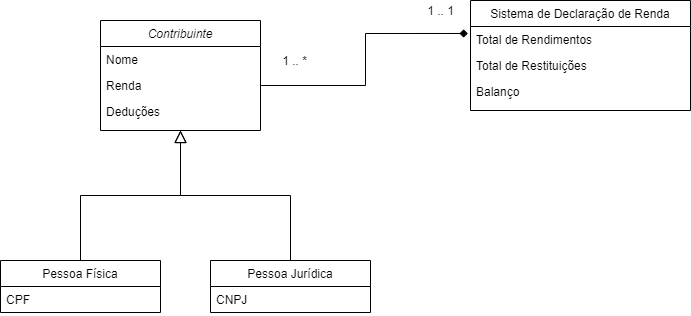 Contribuinte
Nome
Renda
Deduções
1 .. *
1 .. 1
Sistema de Declaração de Renda
Total de Rendimentos
Total de Restituições
Balanço
Pessoa Física
CPF
Pessoa Jurídica
CNPJ